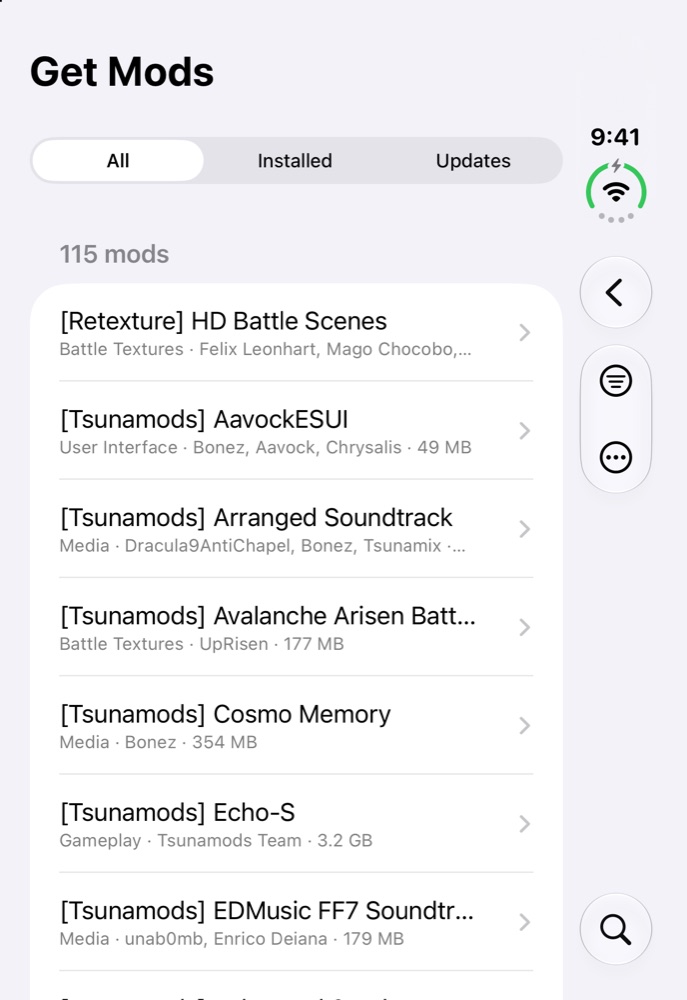 Get Mods
9:41
All
Installed
Updates
115 mods
[Retexture] HD Battle Scenes
Battle Textures · Felix Leonhart, Mago Chocobo,...
[Tsunamods] AavockESUI
User Interface · Bonez, Aavock, Chrysalis · 49 MB
[Tsunamods] Arranged Soundtrack
Media · Dracula9AntiChapel, Bonez, Tsunamix ·...
[Tsunamods] Avalanche Arisen Batt...
Battle Textures · UpRisen · 177 MB
[Tsunamods] Cosmo Memory
Media · Bonez · 354 MB
[Tsunamods] Echo-S
Gameplay · Tsunamods Team · 3.2 GB
[Tsunamods] EDMusic FF7 Soundtr...
Media · unab0mb, Enrico Deiana · 179 MB